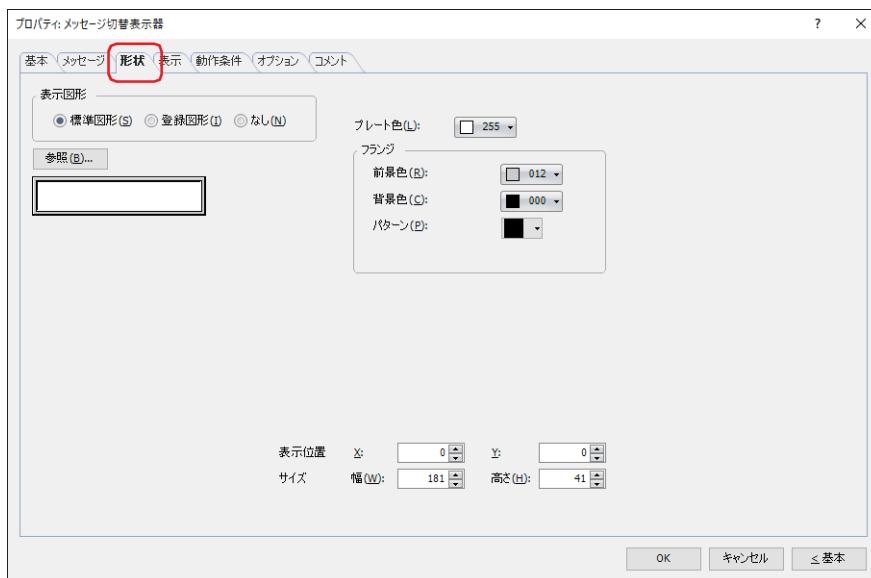 プロパティ: メッセージ切替表示器 ?
基本 メッセージ 形状 表示 動作条件 オプション コメント
表示図形
標準図形(S) 登録図形(I) なし(N)
プレート色(L): 255
参照(B)...
フランジ
前景色(R): 012
背景色(C): 000
パターン(P):
表示位置 X: 0 Y: 0
サイズ 幅(W): 181 高さ(H): 41
OK キャンセル < 基本